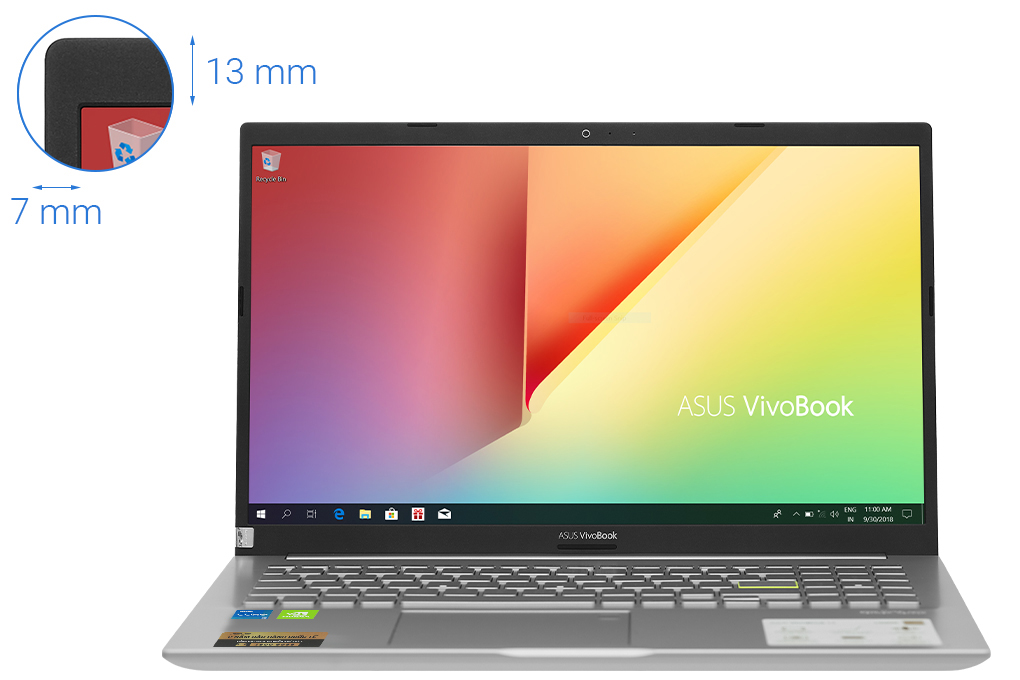 13 mm
7 mm
Recycle Bin
ASUS VivoBook
ENG
11:00 AM
IN
9/30/2018
ASUS VivoBook